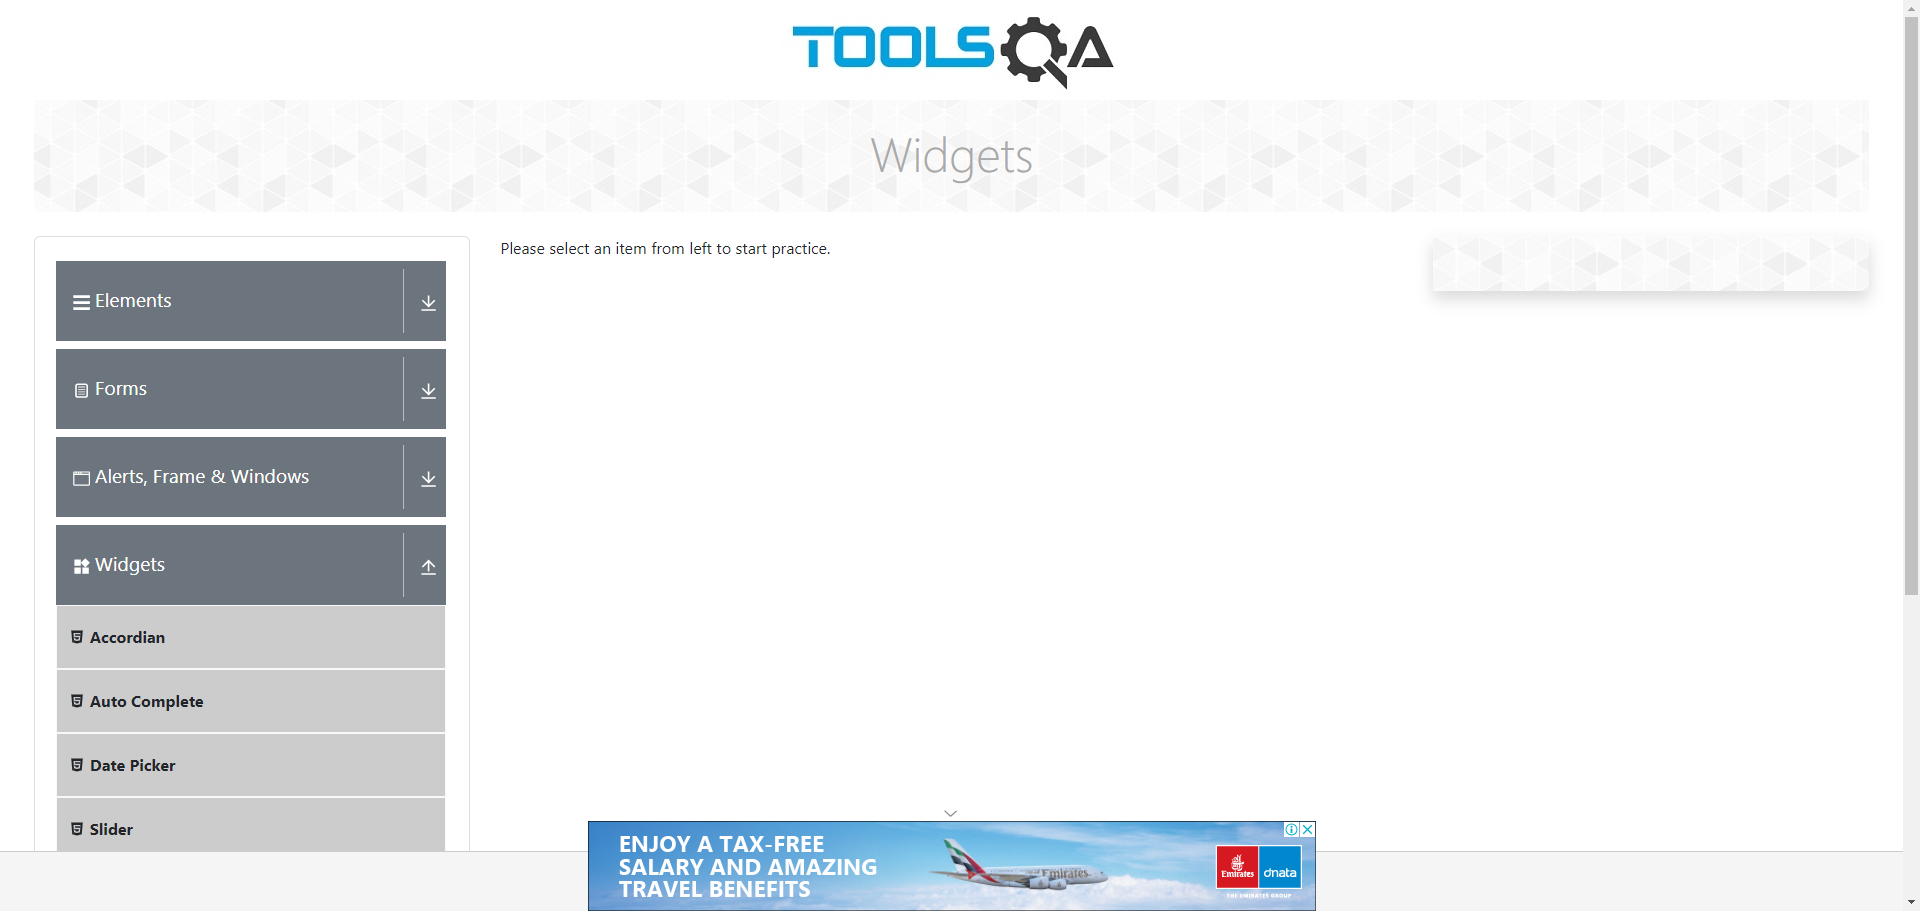 TOOLSQA
Widgets
Please select an item from left to start practice.
Elements
Forms
Alerts, Frame & Windows
Widgets
Accordian
Auto Complete
Date Picker
Slider
ENJOY A TAX-FREE
SALARY AND AMAZING
TRAVEL BENEFITS
Emirates
Emirates
dnata
THE EMIRATES GROUP